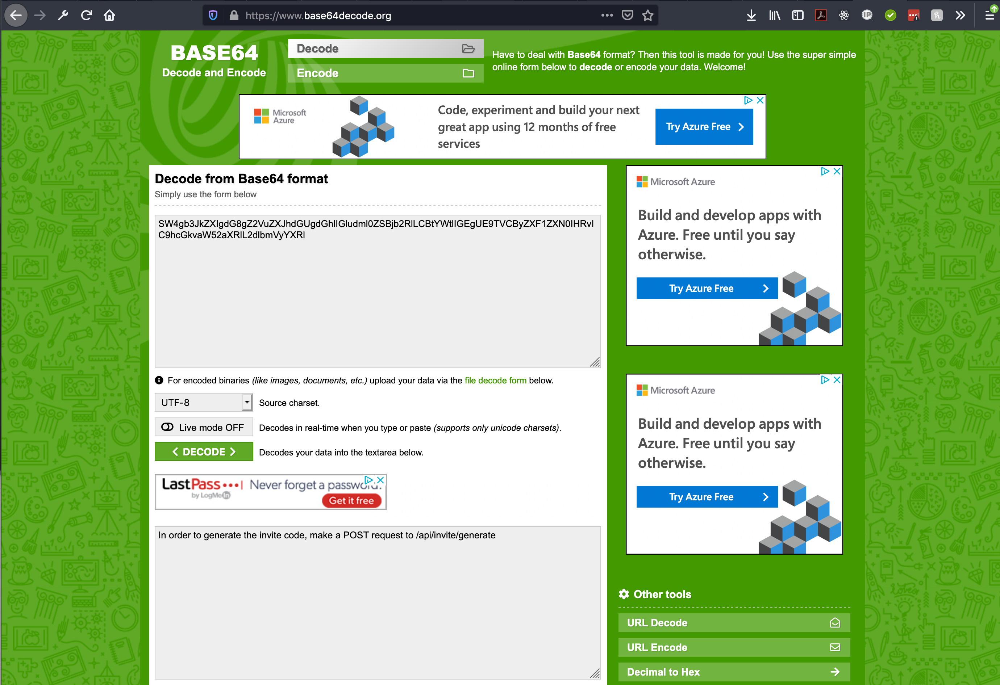 https://www.base64decode.org
BASE64
Decode and Encode
Decode
Encode
Have to deal with Base64 format? Then this tool is made for you! Use the super simple
online form below to decode or encode your data. Welcome!
Microsoft
Azure
Code, experiment and build your next
great app using 12 months of free
services
Try Azure Free
Decode from Base64 format
Simply use the form below
SW4gb3JkZXIgdG8gZ2VuZXJhdGUgdGhlIGludml0ZSBjb2RlLCBtYWtlIGEgUE9TVCByZXF1ZXN0IHRvI
C9hcGkvaW52aXRlL2dlbmVyYXRl
For encoded binaries (like images, documents, etc.) upload your data via the file decode form below.
UTF-8
Source charset.
Live mode OFF
Decodes in real-time when you type or paste (supports only unicode charsets).
DECODE
Decodes your data into the textarea below.
LastPass
by LogMeIn
Never forget a password.
Get it free
In order to generate the invite code, make a POST request to /api/invite/generate
Microsoft Azure
Build and develop apps with
Azure. Free until you say
otherwise.
Try Azure Free
Microsoft Azure
Build and develop apps with
Azure. Free until you say
otherwise.
Try Azure Free
Other tools
URL Decode
URL Encode
Decimal to Hex